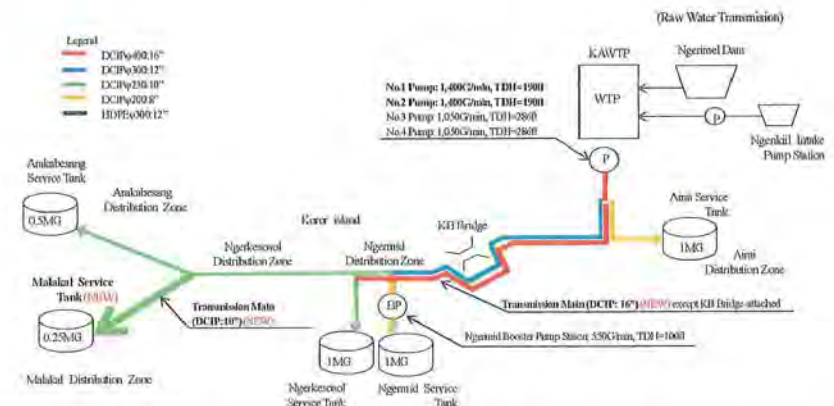 (Raw Water Transmission)
Legend
DCIPφ400:16"
DCIPφ300:12"
DCIPφ250:10"
DCIPφ200:8"
HDPEφ300:12"
KAWTP
Ngerimel Dam
WTP
P
Ngerikiil Intake
Pump Station
No.1 Pump: 1,400G/min, TDH=190ft
No.2 Pump: 1,400G/min, TDH=190ft
No.3 Pump: 1,050G/min, TDH=286ft
No.4 Pump: 1,050G/min, TDH=286ft
P
Arakabesang
Service Tank
0.5MG
Arakabesang
Distribution Zone
Koror island
KB Bridge
Airai Service
Tank
1MG
Airai
Distribution Zone
Ngerkesoaol
Distribution Zone
Ngermid
Distribution Zone
Malakal Service
Tank (NEW)
0.25MG
Malakal Distribution Zone
Transmission Main
(DCIP:10") (NEW)
Transmission Main (DCIP: 16") (NEW) except KB Bridge-attached
BP
Ngermid Booster Pump Station: 550G/min, TDH=100ft
1MG
1MG
Ngerkesoaol
Service Tank
Ngermid Service
Tank